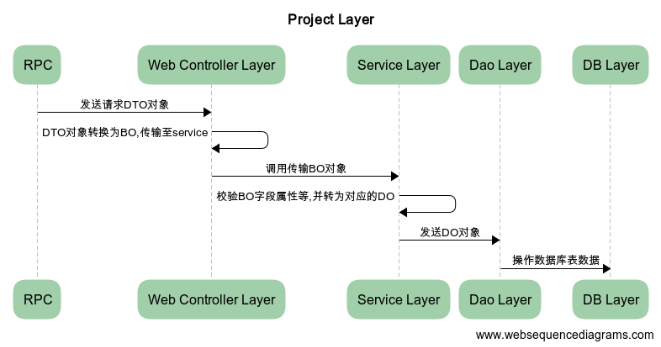 Project Layer
RPC
Web Controller Layer
Service Layer
Dao Layer
DB Layer
发送请求DTO对象
DTO对象转换为BO,传输至service
调用传输BO对象
校验BO字段属性等,并转为对应的DO
发送DO对象
操作数据库表数据
RPC
Web Controller Layer
Service Layer
Dao Layer
DB Layer
www.websequencediagrams.com